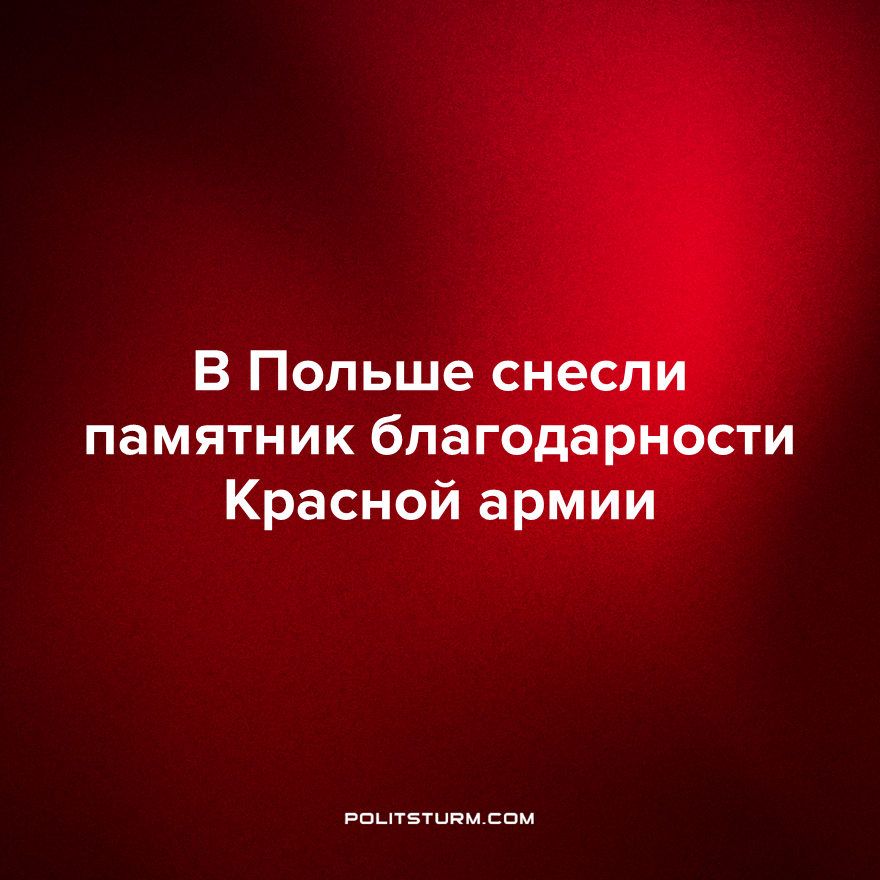 В Польше снесли
памятник благодарности
Красной армии
POLITSTURM.COM